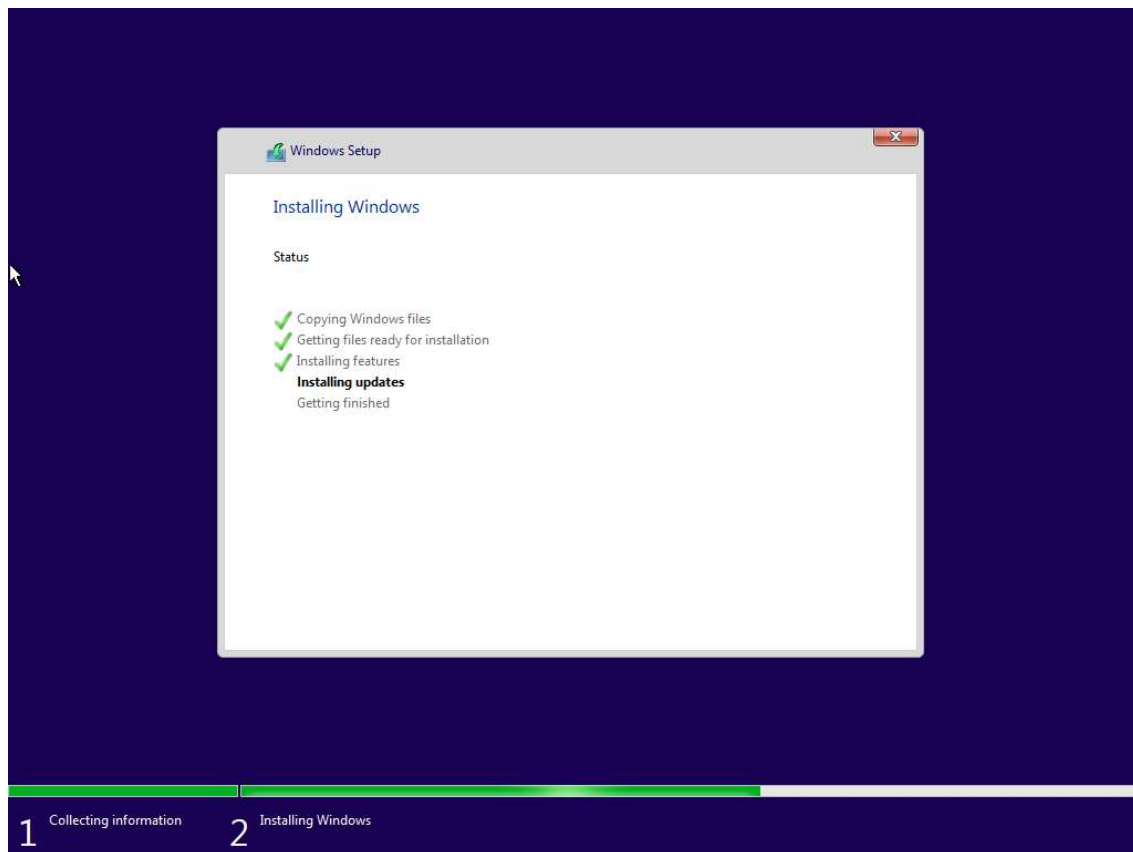 Windows Setup
Installing Windows
Status
Copying Windows files
Getting files ready for installation
Installing features
Installing updates
Getting finished
1 Collecting information 2 Installing Windows